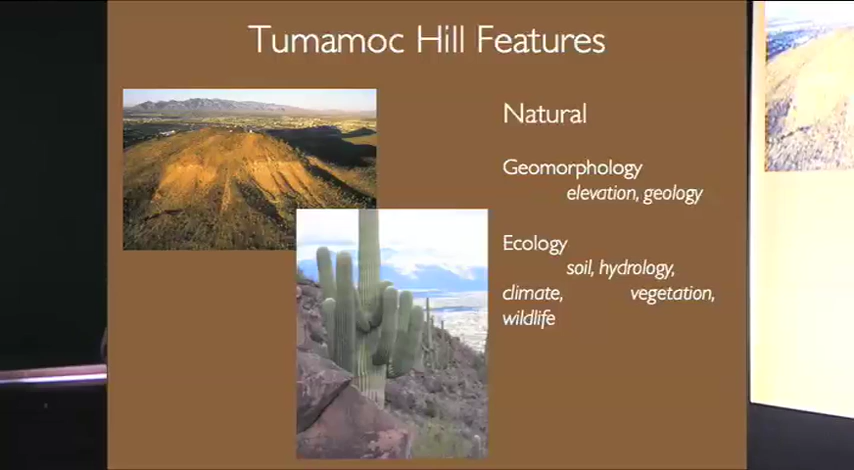 Tumamoc Hill Features
Natural
Geomorphology
elevation, geology
Ecology
soil, hydrology,
climate, vegetation,
wildlife